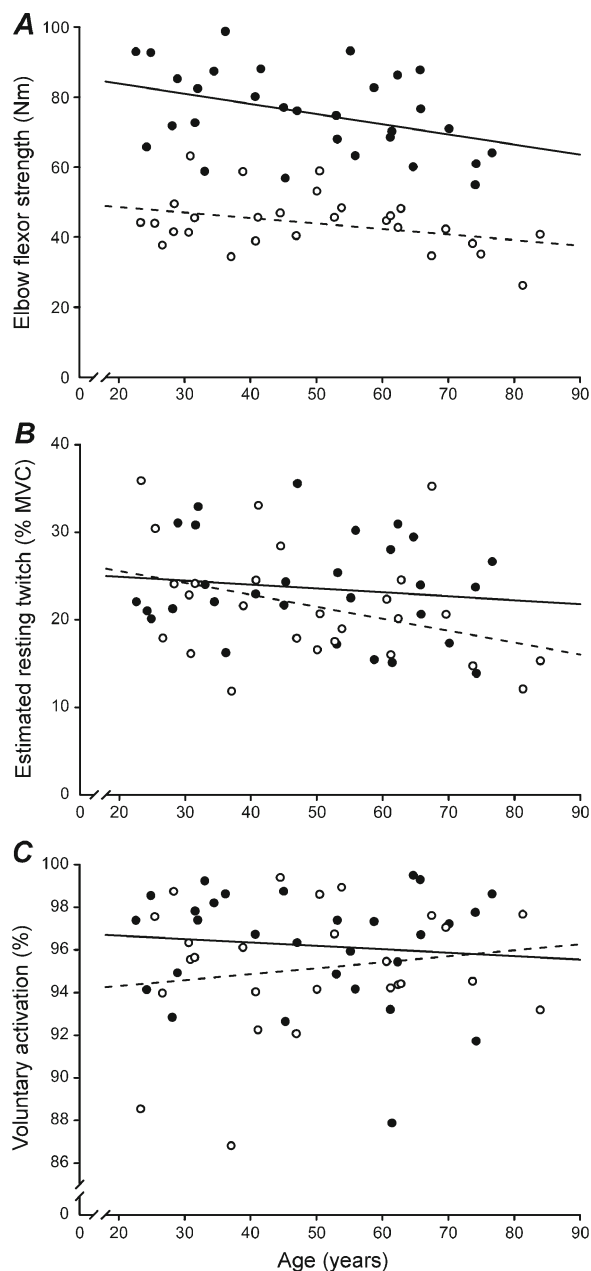 A
Elbow flexor strength (Nm)
100
80
60
40
20
0
0 20 30 40 50 60 70 80 90
B
Estimated resting twitch (% MVC)
40
30
20
10
0
0 20 30 40 50 60 70 80 90
C
Voluntary activation (%)
100
98
96
94
92
90
88
86
0
0 20 30 40 50 60 70 80 90
Age (years)